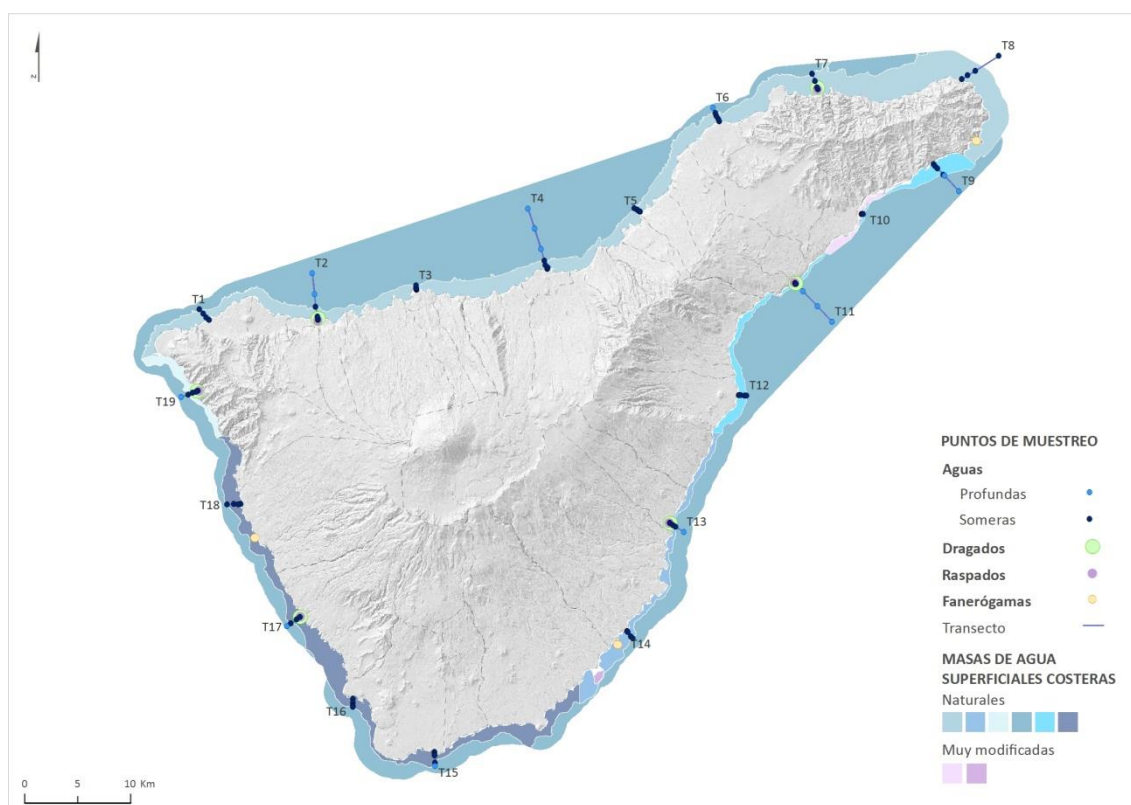 N
T8
T7
T6
T4
T5
T9
T10
T2
T3
T1
T11
T19
T12
T18
T13
T17
T14
T16
T15
PUNTOS DE MUESTREO
Aguas
Profundas
Someras
Dragados
Raspados
Fanerógamas
Transecto
MASAS DE AGUA
SUPERFICIALES COSTERAS
Naturales
Muy modificadas
0 5 10 Km